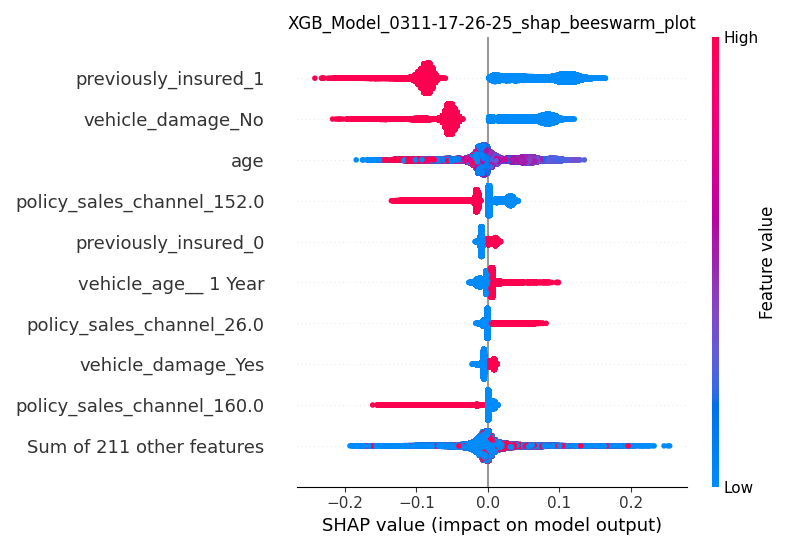 XGB_Model_0311-17-26-25_shap_beeswarm_plot
High
previously_insured_1
vehicle_damage_No
age
policy_sales_channel_152.0
previously_insured_0
vehicle_age__ 1 Year
policy_sales_channel_26.0
vehicle_damage_Yes
policy_sales_channel_160.0
Sum of 211 other features
Feature value
Low
−0.2 −0.1 0.0 0.1 0.2
SHAP value (impact on model output)